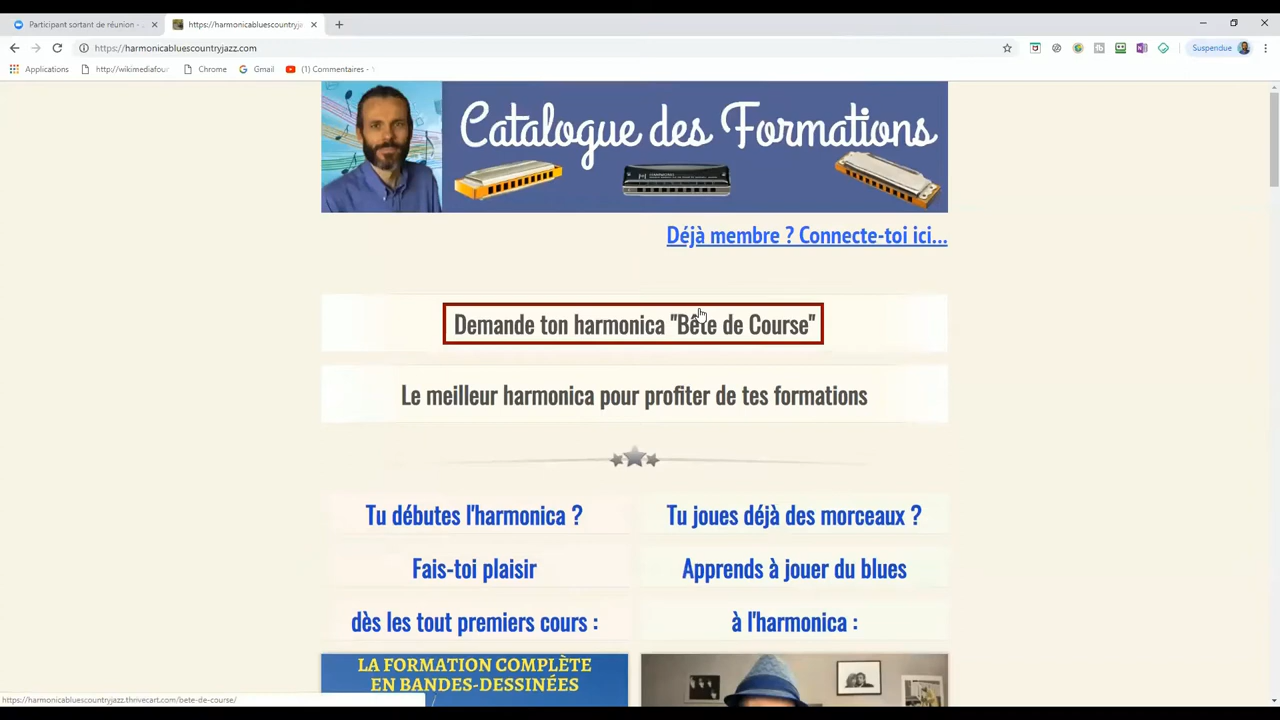 Participant sortant de réunion -
https://harmonicabluescountryja
https://harmonicabluescountryjazz.com
Suspendue
Applications
http://wikimediafou
Chrome
Gmail
(1) Commentaires -
Catalogue des Formations
Déjà membre ? Connecte-toi ici...
Demande ton harmonica "Bête de Course"
Le meilleur harmonica pour profiter de tes formations
Tu débutes l'harmonica ?
Fais-toi plaisir
dès les tout premiers cours :
Tu joues déjà des morceaux ?
Apprends à jouer du blues
à l'harmonica :
LA FORMATION COMPLÈTE
EN BANDES-DESSINÉES
https://harmonicabluescountryjazz.thrivecart.com/bete-de-course/